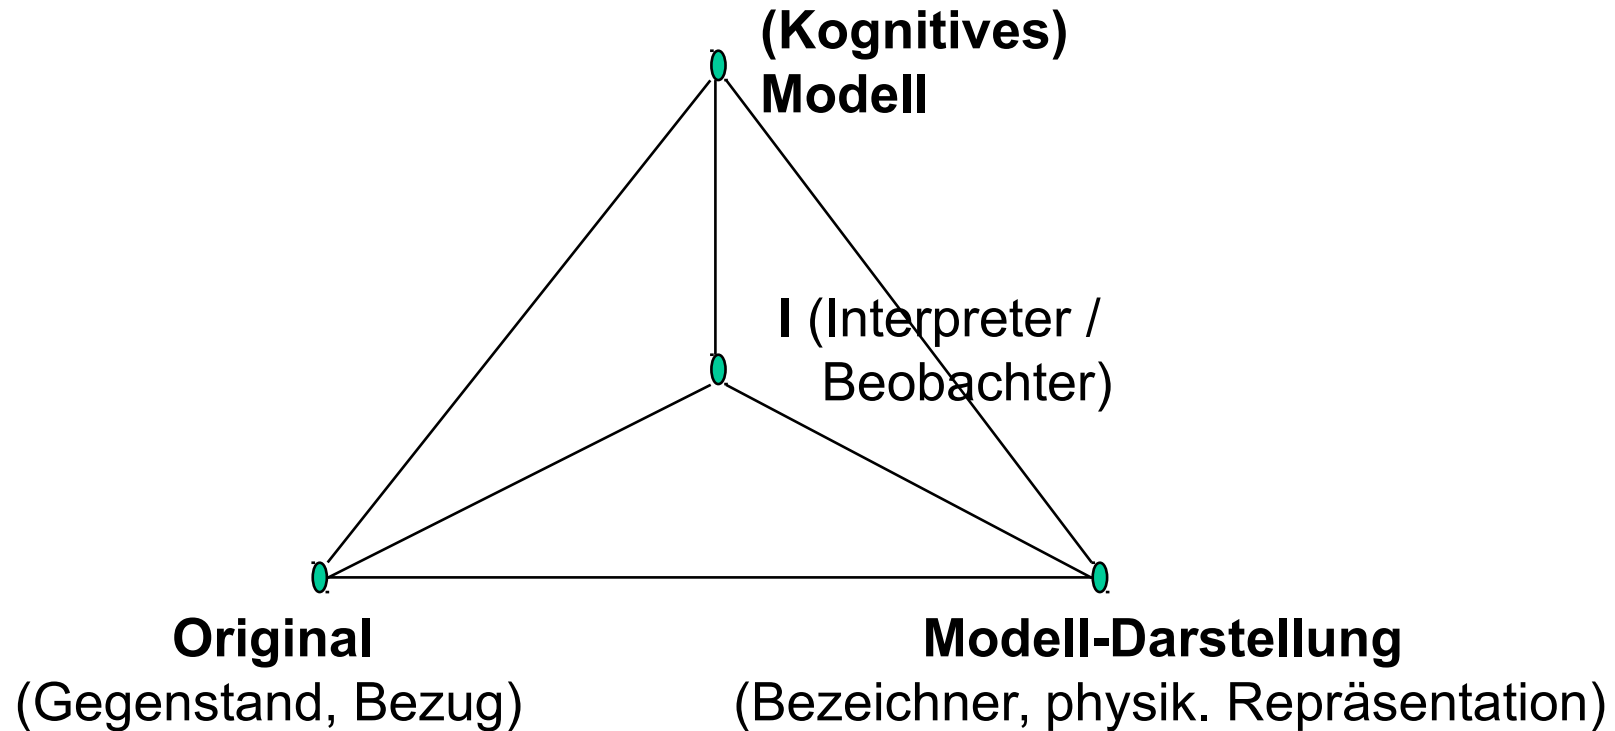 (Kognitives)
Modell
I (Interpreter /
Beobachter)
Original
(Gegenstand, Bezug)
Modell-Darstellung
(Bezeichner, physik. Repräsentation)